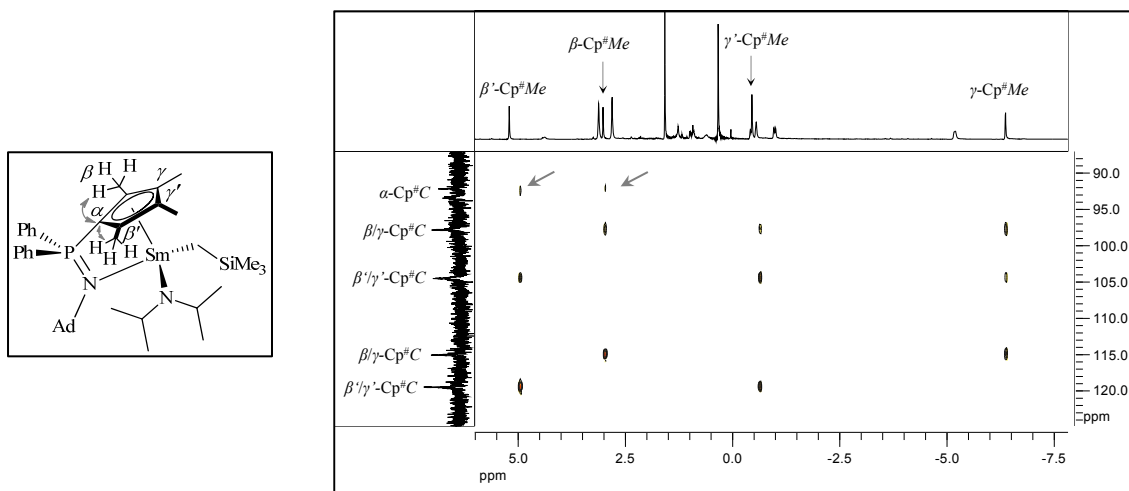 β H H
H γ
γ'
α
Ph
Ph P H β' H H
Sm
SiMe3
N
N
Ad
β'-Cp#Me
β-Cp#Me
γ'-Cp#Me
γ-Cp#Me
α-Cp#C
β/γ-Cp#C
β'/γ'-Cp#C
β/γ-Cp#C
β'/γ'-Cp#C
90.0
95.0
100.0
105.0
110.0
115.0
120.0
ppm
5.0 2.5 0.0 -2.5 -5.0 -7.5
ppm